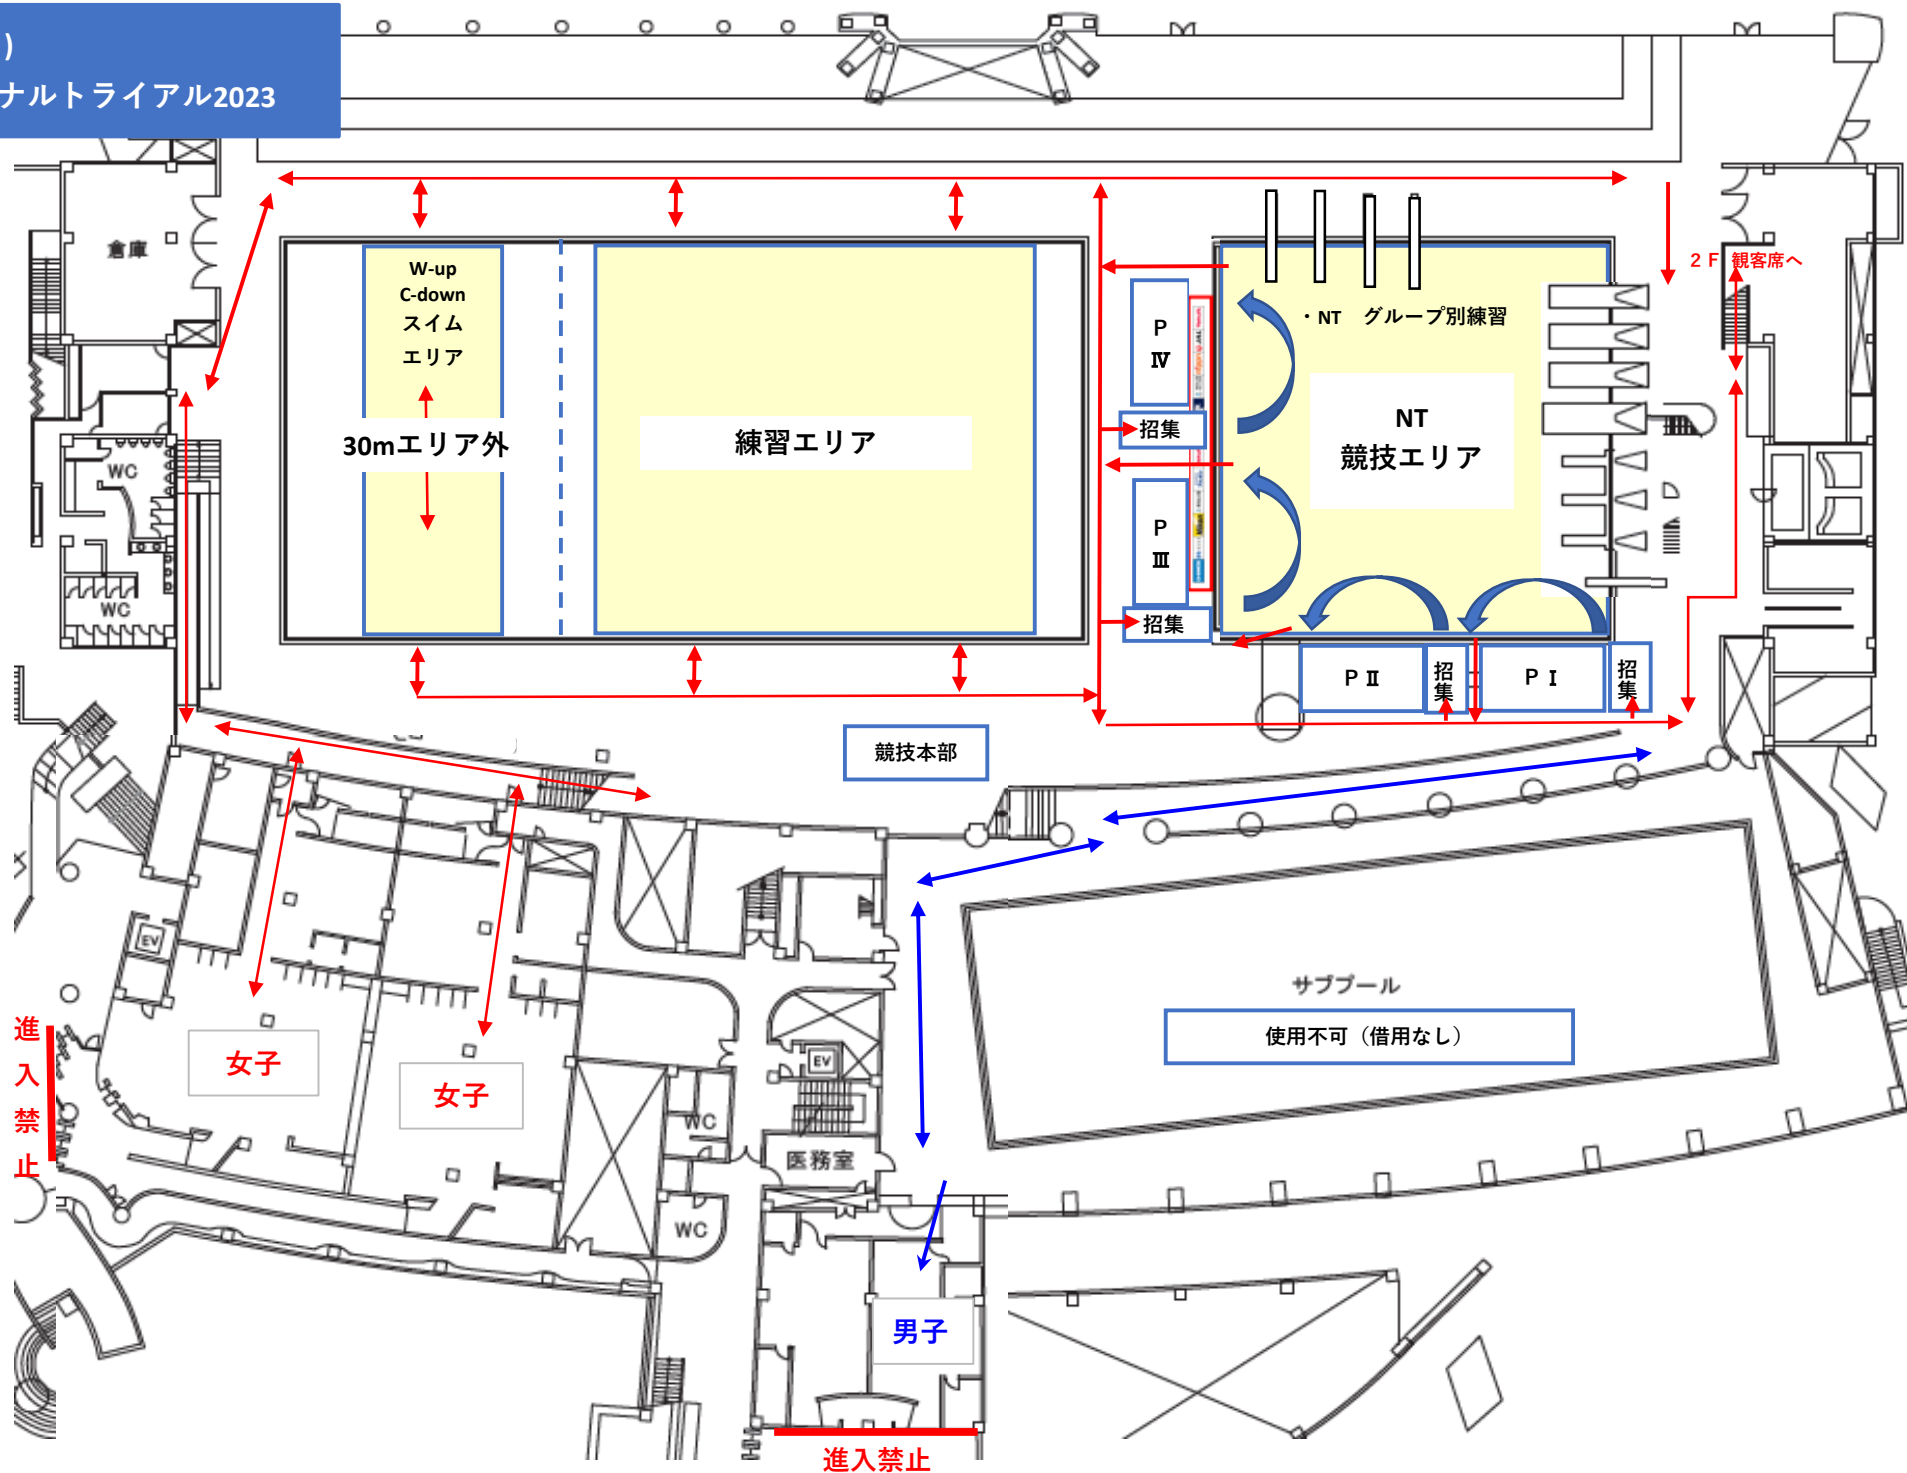 )
ナルトライアル2023
倉庫
W-up
C-down
スイム
エリア
30mエリア外
練習エリア
P
Ⅳ
招集
P
Ⅲ
招集
・NT　グループ別練習
NT
競技エリア
２Ｆ 観客席へ
P Ⅱ
招
集
P Ⅰ
招
集
WC
WC
競技本部
EV
進
入
禁
止
女子
女子
WC
WC
EV
医務室
サブプール
使用不可（借用なし）
男子
進入禁止